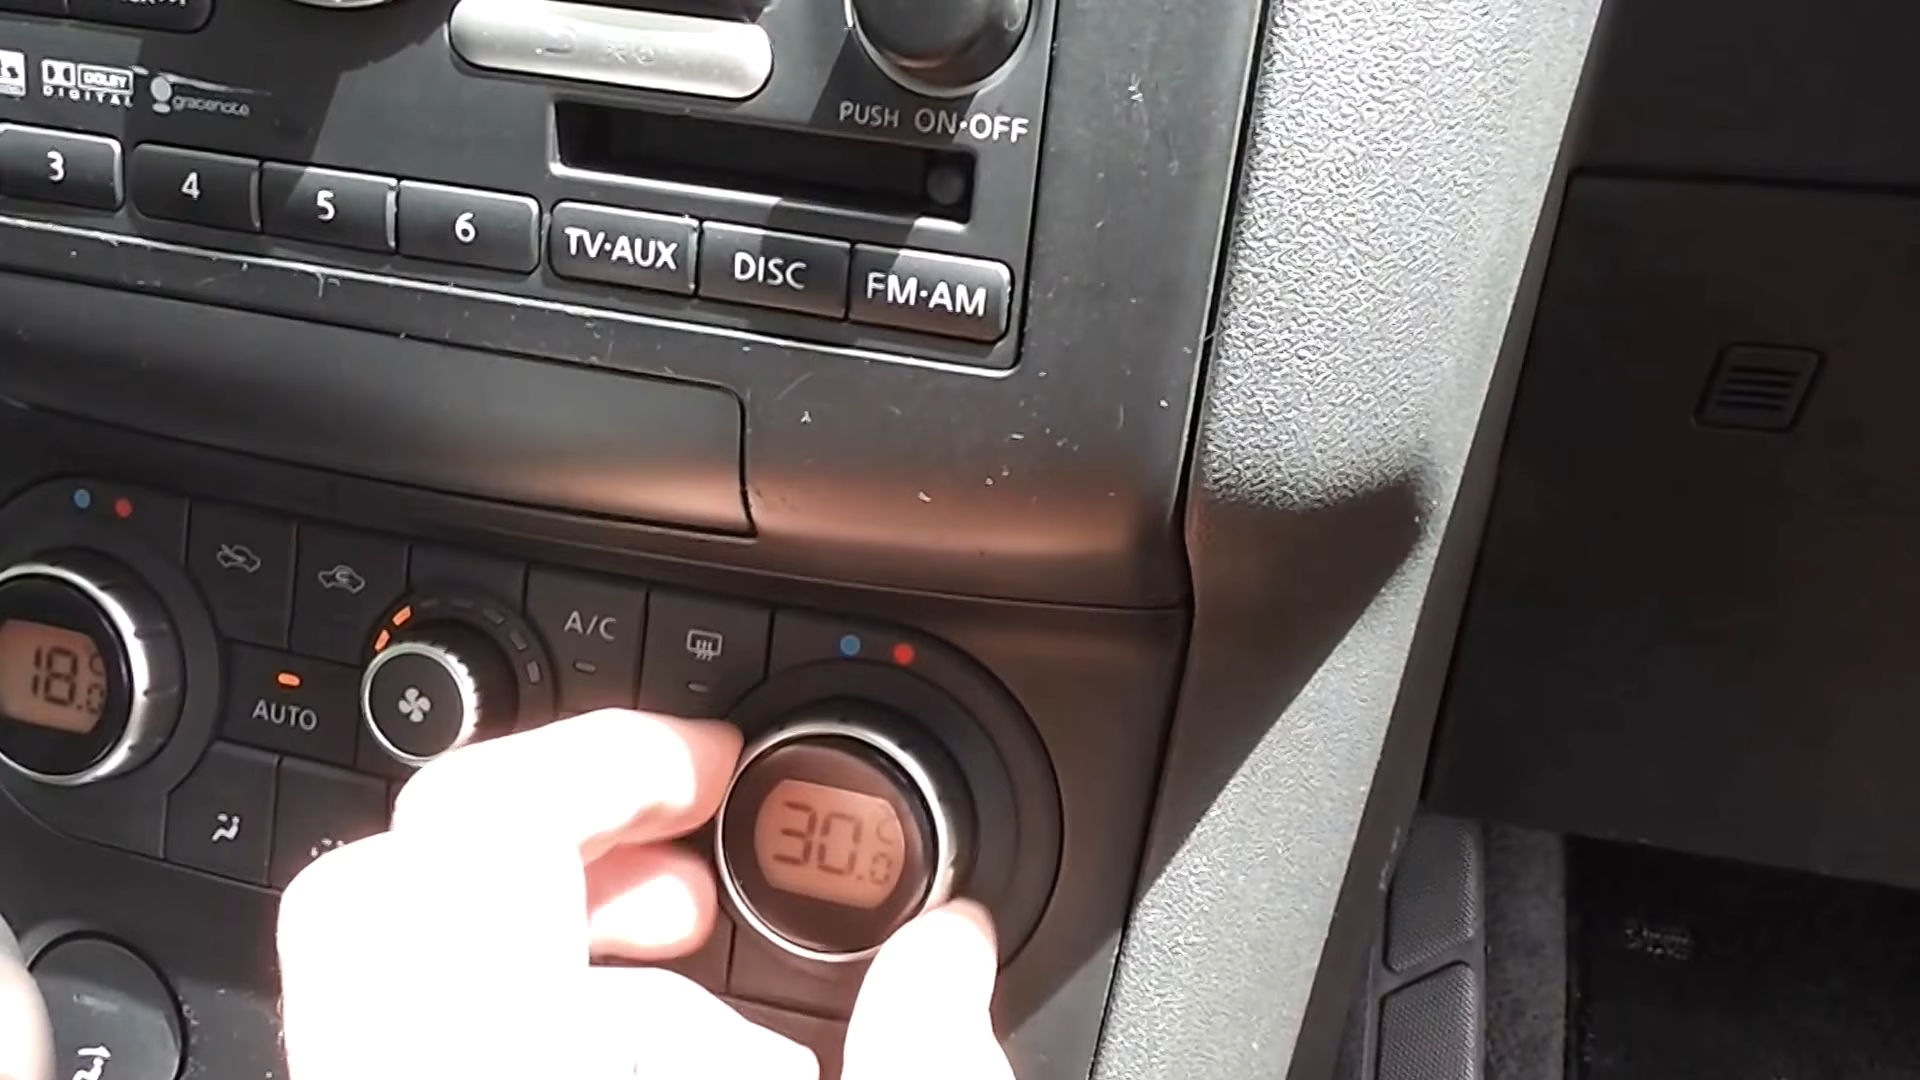 DOLBY
DIGITAL
gracenote
PUSH ON·OFF
3
4
5
6
TV·AUX
DISC
FM·AM
A/C
18.0
°C
AUTO
30.0
°C